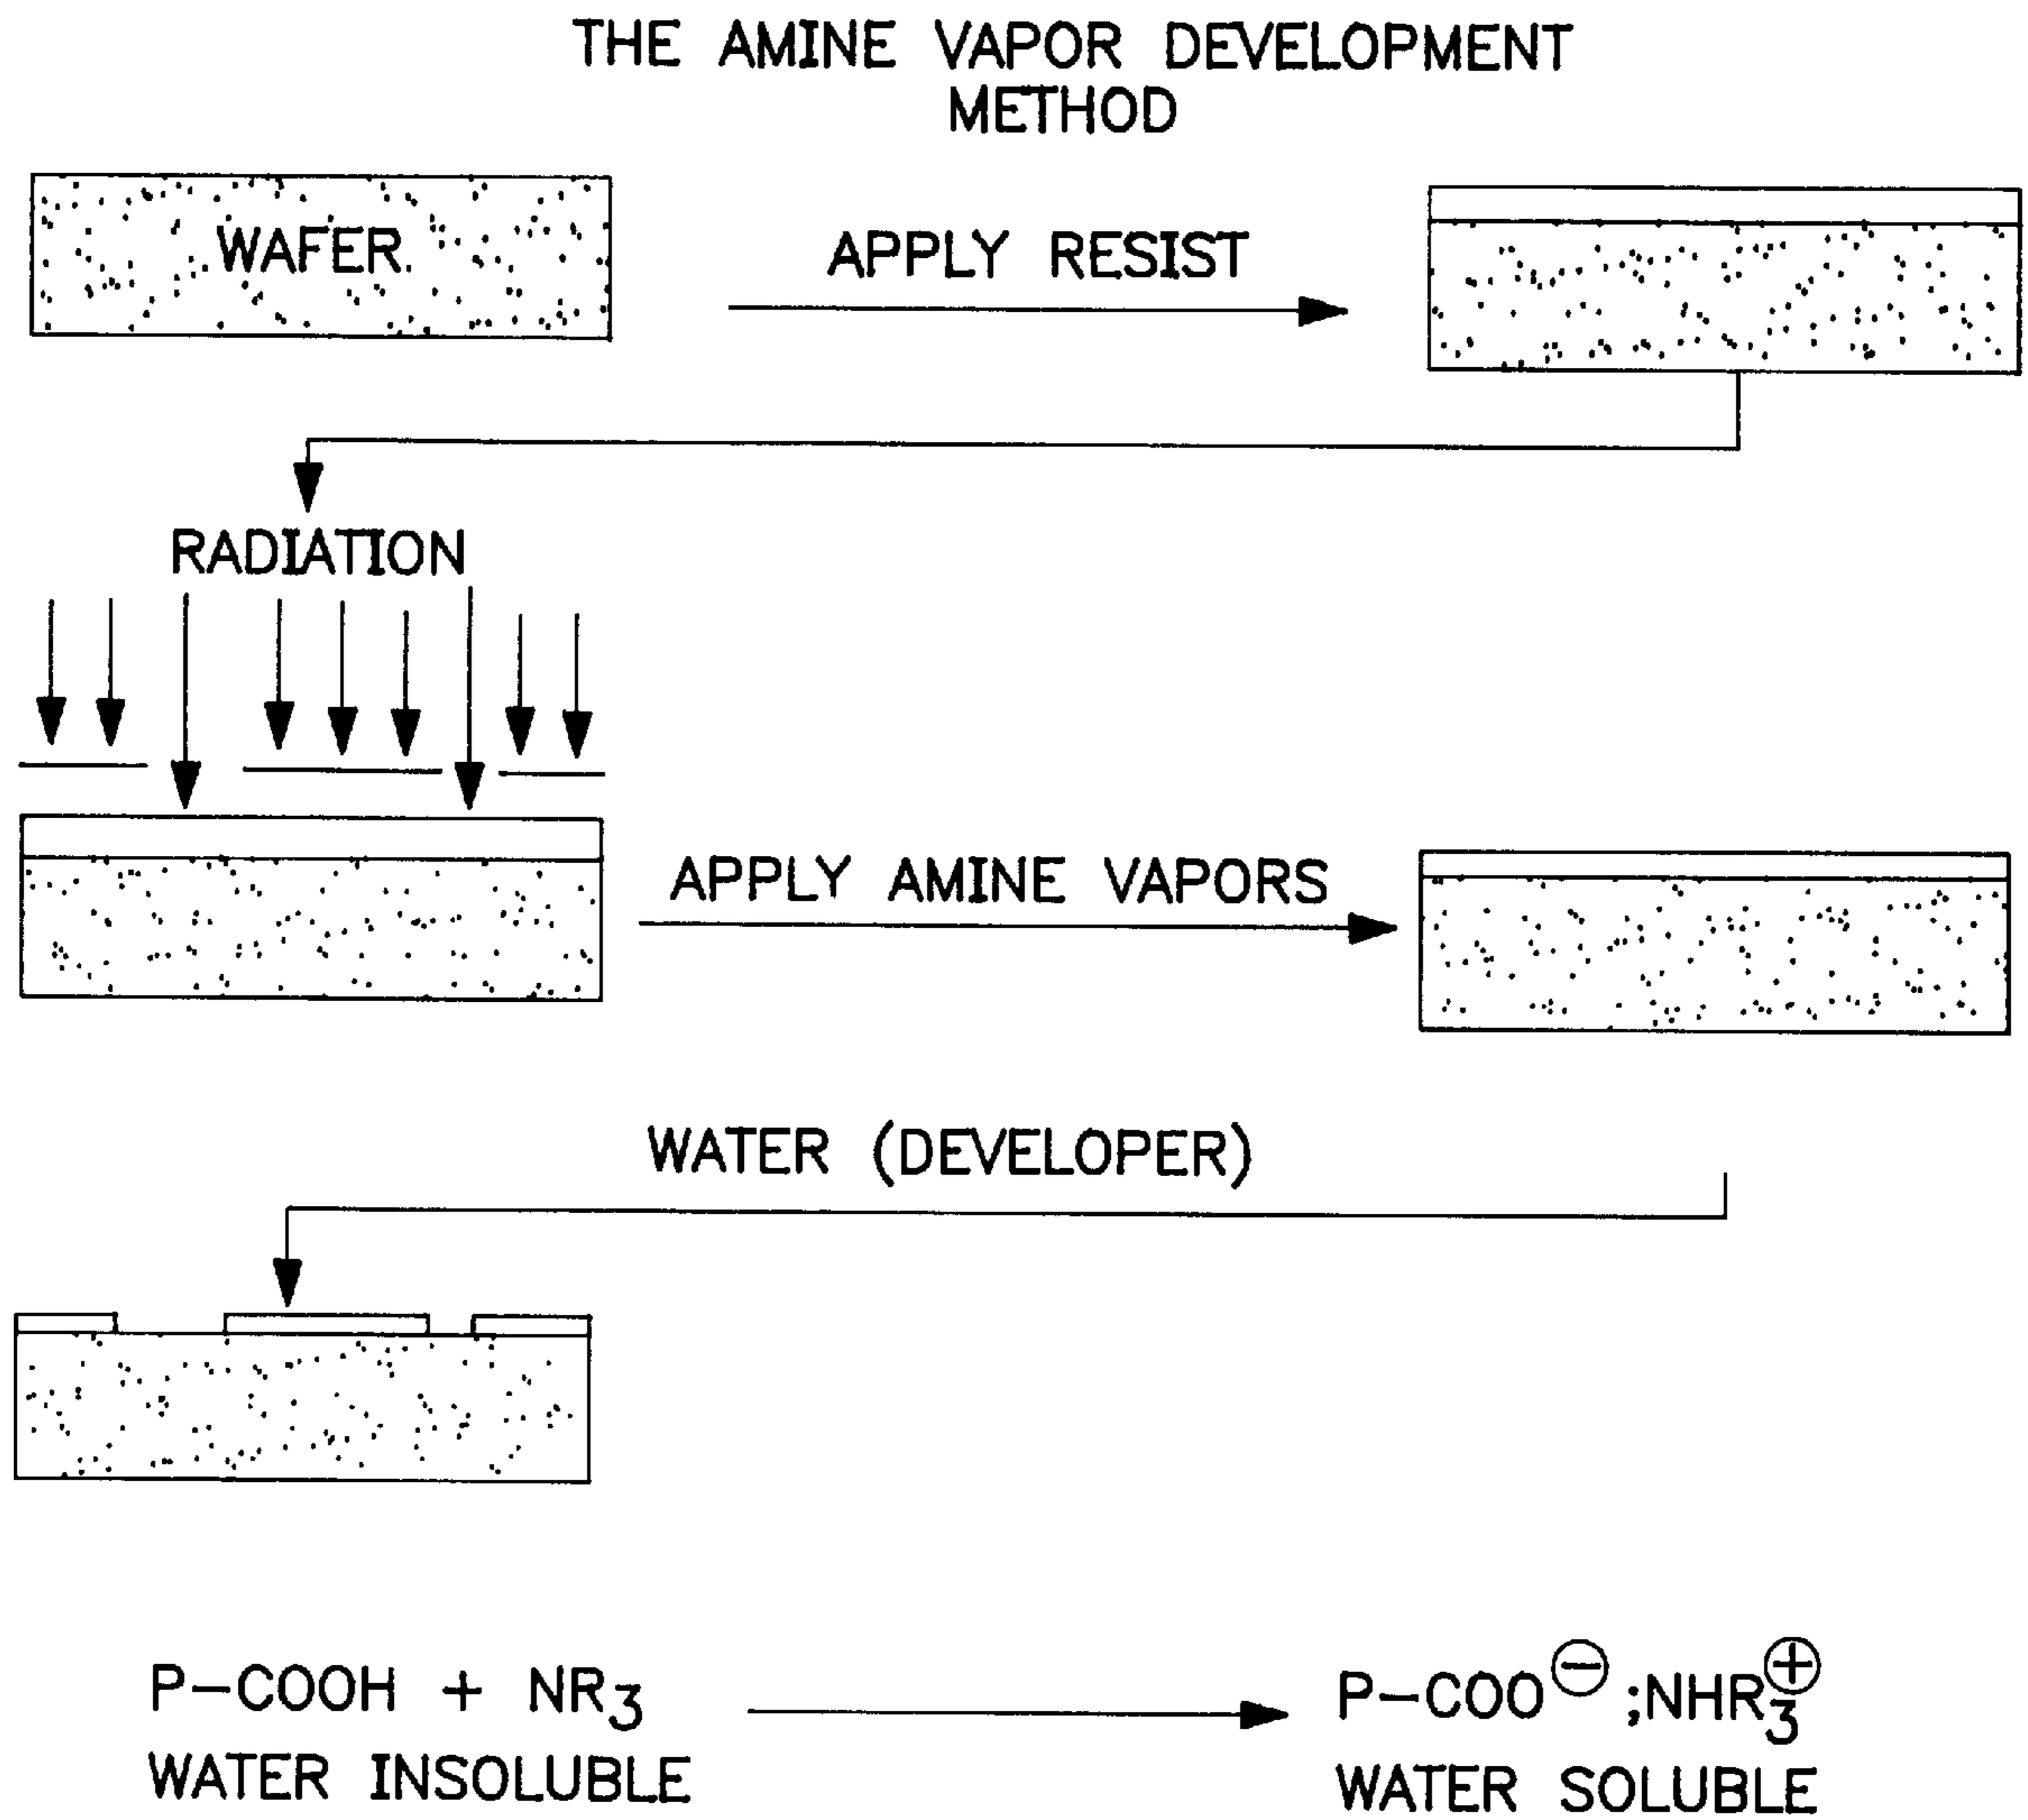 THE AMINE VAPOR DEVELOPMENT
METHOD
WAFER
APPLY RESIST
RADIATION
APPLY AMINE VAPORS
WATER (DEVELOPER)
P-COOH + NR3
P-COO⊖ ;NHR3⊕
WATER INSOLUBLE
WATER SOLUBLE